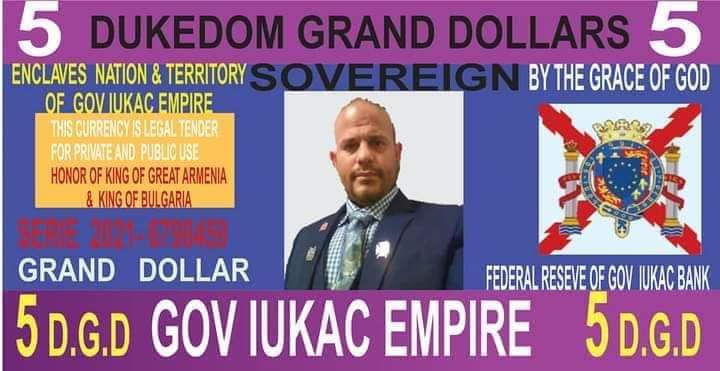 5 DUKEDOM GRAND DOLLARS 5
SOVEREIGN
ENCLAVES NATION & TERRITORY
OF GOV IUKAC EMPIRE
THIS CURRENCY IS LEGAL TENDER
FOR PRIVATE AND PUBLIC USE
HONOR OF KING OF GREAT ARMENIA
& KING OF BULGARIA
SERIE 2021- 6798459
GRAND DOLLAR
BY THE GRACE OF GOD
FEDERAL RESEVE OF GOV IUKAC BANK
5 D.G.D GOV IUKAC EMPIRE 5 D.G.D